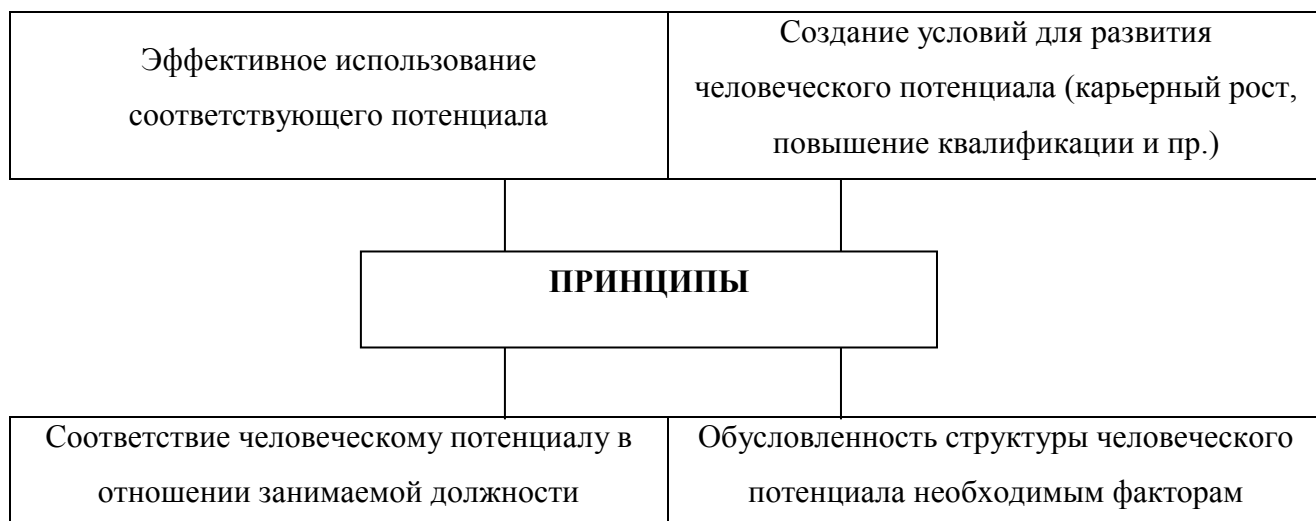 Эффективное использование
соответствующего потенциала
Создание условий для развития
человеческого потенциала (карьерный рост,
повышение квалификации и пр.)
ПРИНЦИПЫ
Соответствие человеческому потенциалу в
отношении занимаемой должности
Обусловленность структуры человеческого
потенциала необходимым факторам